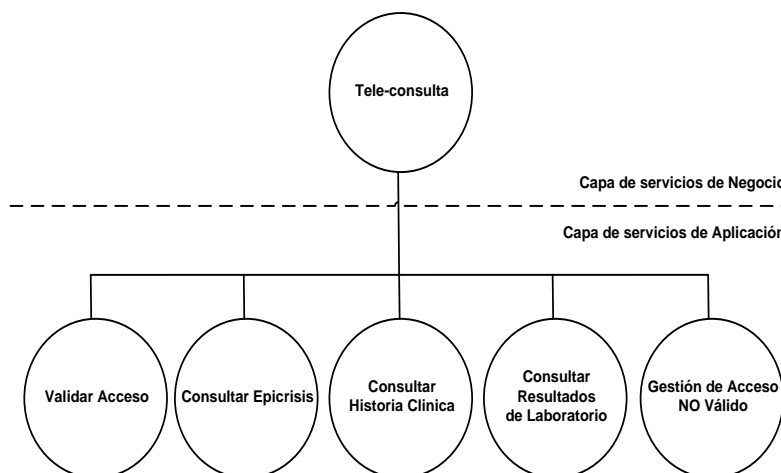 Tele-consulta
Capa de servicios de Negocio
Capa de servicios de Aplicación
Validar Acceso
Consultar Epicrisis
Consultar
Historia Clinica
Consultar
Resultados
de Laboratorio
Gestión de Acceso
NO Válido